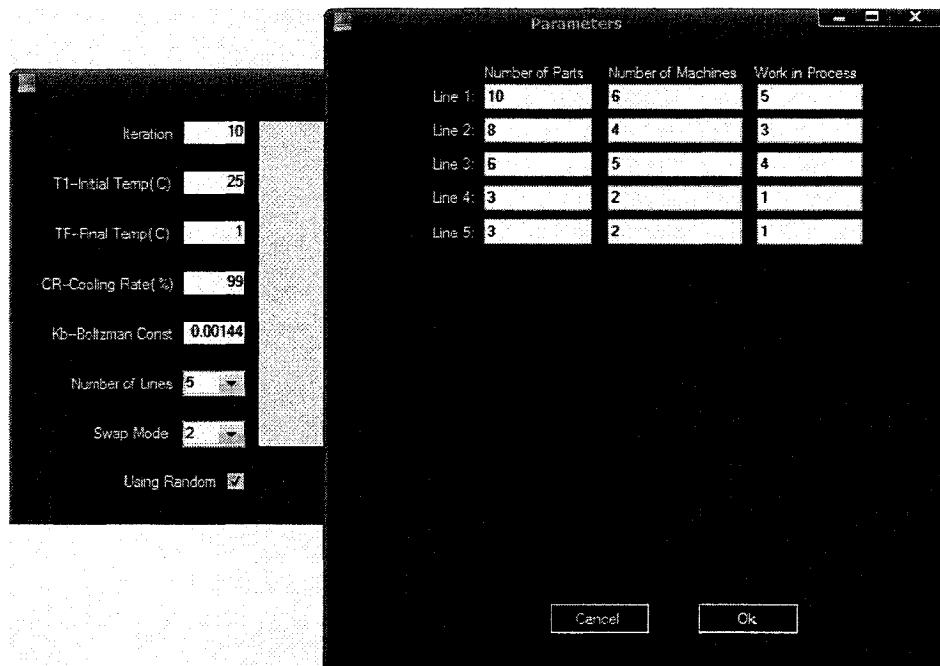 Parameters
Number of Parts Number of Machines Work in Process
Line 1: 10 6 5
Line 2: 8 4 3
Line 3: 6 5 4
Line 4: 3 2 1
Line 5: 3 2 1
Cancel Ok
Iteration 10
T1-Initial Temp(C) 25
TF-Final Temp(C) 1
CR-Cooling Rate(%) 99
Kb-Boltzman Const 0.00144
Number of Lines 5
Swap Mode 2
Using Random